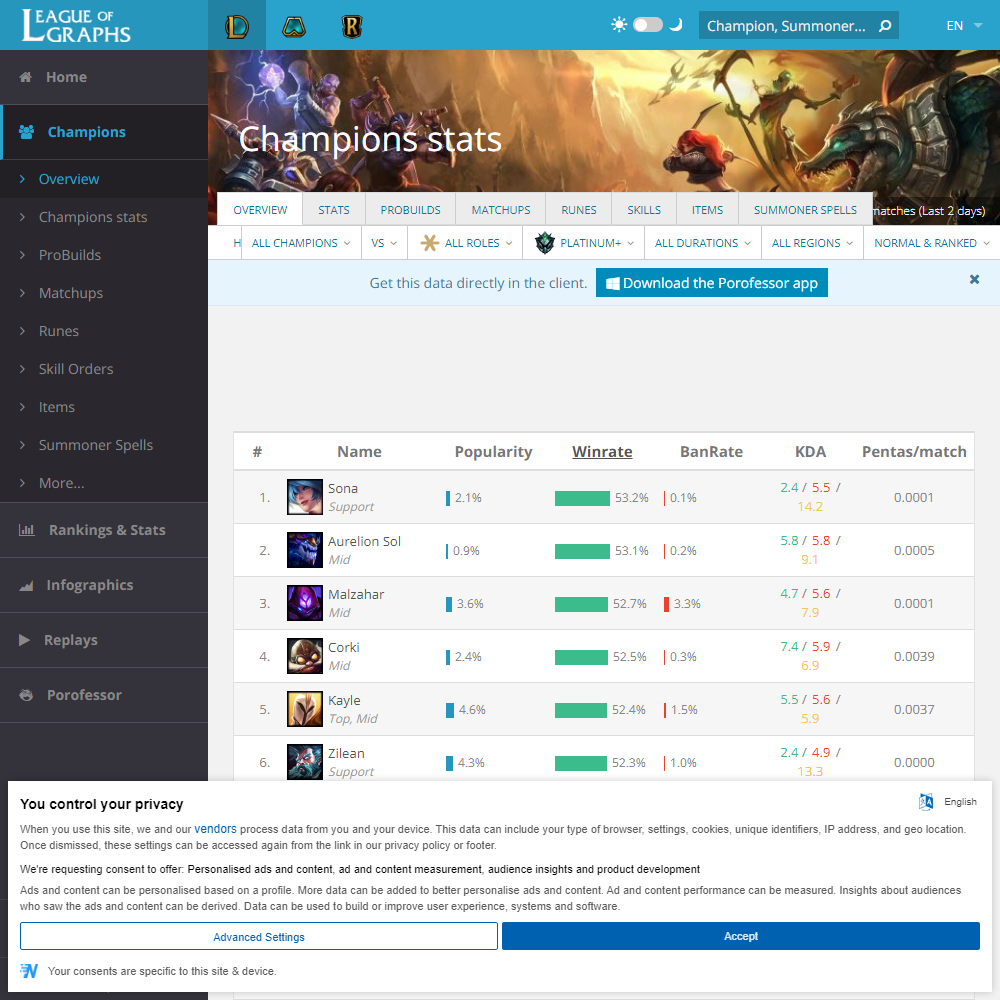 LEAGUE OF GRAPHS
Champion, Summoner...
EN
Home
Champions
Overview
Champions stats
ProBuilds
Matchups
Runes
Skill Orders
Items
Summoner Spells
More...
Rankings & Stats
Infographics
Replays
Porofessor
Champions stats
OVERVIEW STATS PROBUILDS MATCHUPS RUNES SKILLS ITEMS SUMMONER SPELLS
matches (Last 2 days)
H ALL CHAMPIONS VS ALL ROLES PLATINUM+ ALL DURATIONS ALL REGIONS NORMAL & RANKED
Get this data directly in the client. Download the Porofessor app
# Name Popularity Winrate BanRate KDA Pentas/match
1. Sona Support 2.1% 53.2% 0.1% 2.4 / 5.5 / 14.2 0.0001
2. Aurelion Sol Mid 0.9% 53.1% 0.2% 5.8 / 5.8 / 9.1 0.0005
3. Malzahar Mid 3.6% 52.7% 3.3% 4.7 / 5.6 / 7.9 0.0001
4. Corki Mid 2.4% 52.5% 0.3% 7.4 / 5.9 / 6.9 0.0039
5. Kayle Top, Mid 4.6% 52.4% 1.5% 5.5 / 5.6 / 5.9 0.0037
6. Zilean Support 4.3% 52.3% 1.0% 2.4 / 4.9 / 13.3 0.0000
You control your privacy
English
When you use this site, we and our vendors process data from you and your device. This data can include your type of browser, settings, cookies, unique identifiers, IP address, and geo location.
Once dismissed, these settings can be accessed again from the link in our privacy policy or footer.
We're requesting consent to offer: Personalised ads and content, ad and content measurement, audience insights and product development
Ads and content can be personalised based on a profile. More data can be added to better personalise ads and content. Ad and content performance can be measured. Insights about audiences
who saw the ads and content can be derived. Data can be used to build or improve user experience, systems and software.
Advanced Settings
Accept
Your consents are specific to this site & device.